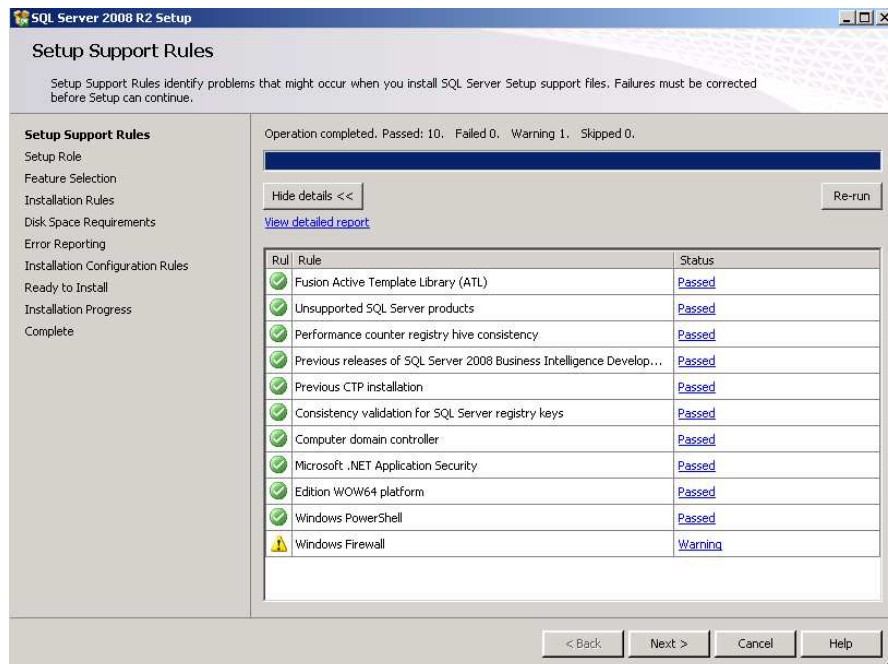 SQL Server 2008 R2 Setup
Setup Support Rules
Setup Support Rules identify problems that might occur when you install SQL Server Setup support files. Failures must be corrected
before Setup can continue.
Setup Support Rules
Setup Role
Feature Selection
Installation Rules
Disk Space Requirements
Error Reporting
Installation Configuration Rules
Ready to Install
Installation Progress
Complete
Operation completed. Passed: 10. Failed 0. Warning 1. Skipped 0.
Hide details << Re-run
View detailed report
Rul Rule Status
Fusion Active Template Library (ATL) Passed
Unsupported SQL Server products Passed
Performance counter registry hive consistency Passed
Previous releases of SQL Server 2008 Business Intelligence Develop... Passed
Previous CTP installation Passed
Consistency validation for SQL Server registry keys Passed
Computer domain controller Passed
Microsoft .NET Application Security Passed
Edition WOW64 platform Passed
Windows PowerShell Passed
Windows Firewall Warning
< Back Next > Cancel Help